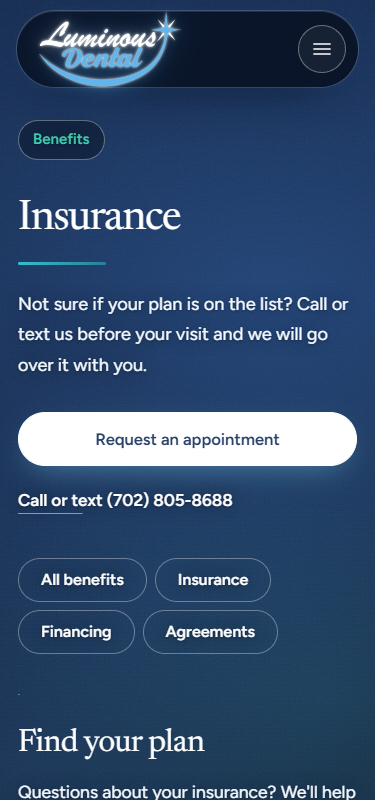 Luminous
Dental
Benefits
Insurance
Not sure if your plan is on the list? Call or
text us before your visit and we will go
over it with you.
Request an appointment
Call or text (702) 805-8688
All benefits
Insurance
Financing
Agreements
.
Find your plan
Questions about your insurance? We'll help